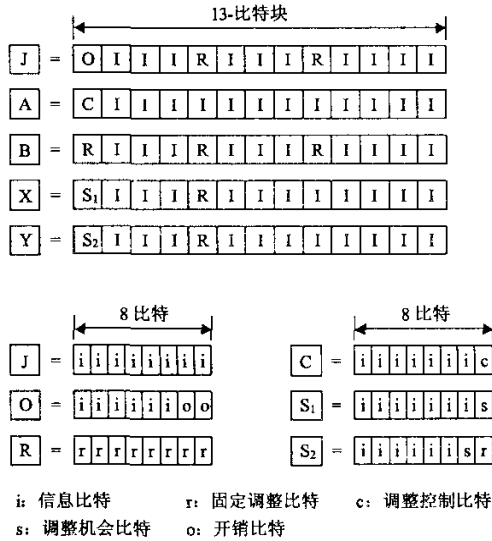 13-比特块
J = O I I I R I I I R I I I I
A = C I I I I I I I I I I I I
B = R I I I R I I I R I I I I
X = S₁ I I I R I I I I I I I I
Y = S₂ I I I R I I I I I I I I
8 比特 8 比特
J = i i i i i i i i C = i i i i i i i c
O = i i i i i i o o S₁ = i i i i i i i s
R = r r r r r r r r S₂ = i i i i i i s r
i: 信息比特 r: 固定调整比特 c: 调整控制比特
s: 调整机会比特 o: 开销比特